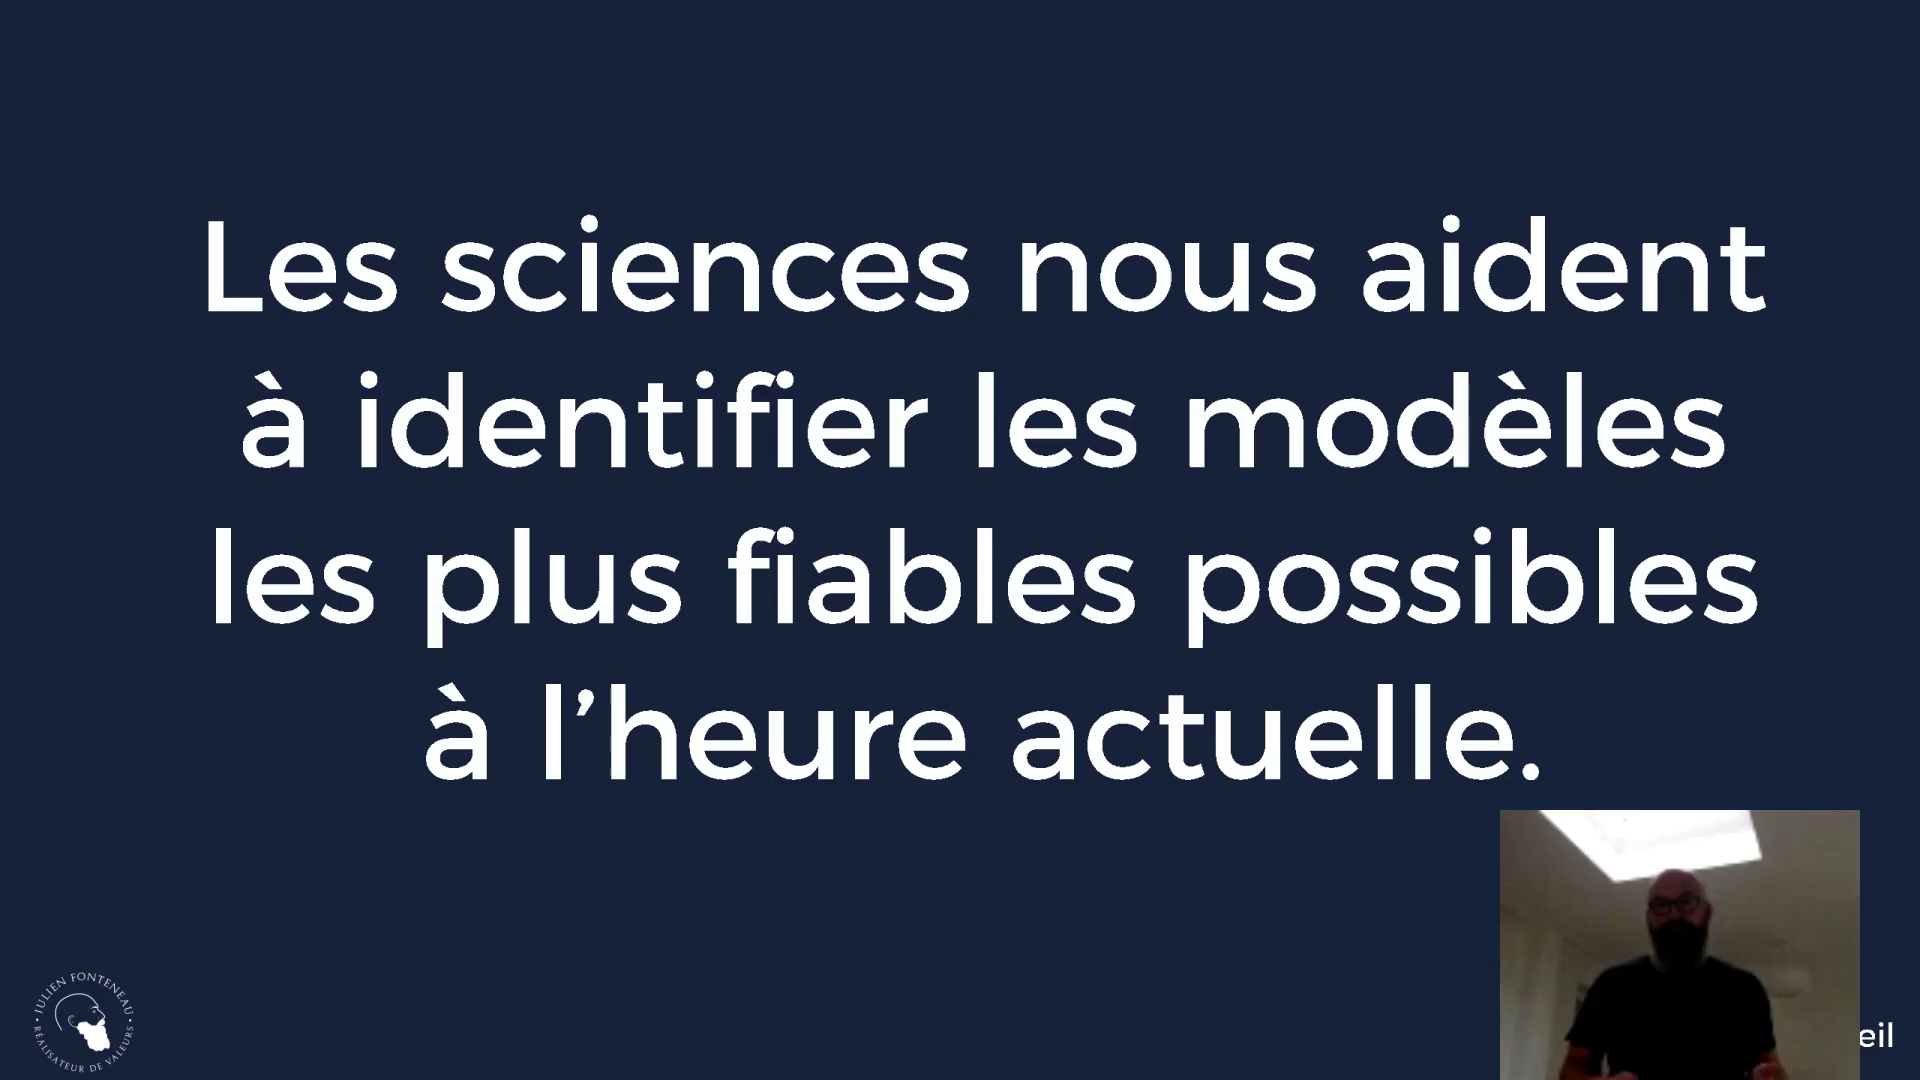 Les sciences nous aident
à identifier les modèles
les plus fiables possibles
à l’heure actuelle.
• JULIEN FONTENEAU •
RÉALISATEUR DE VALEURS
eil